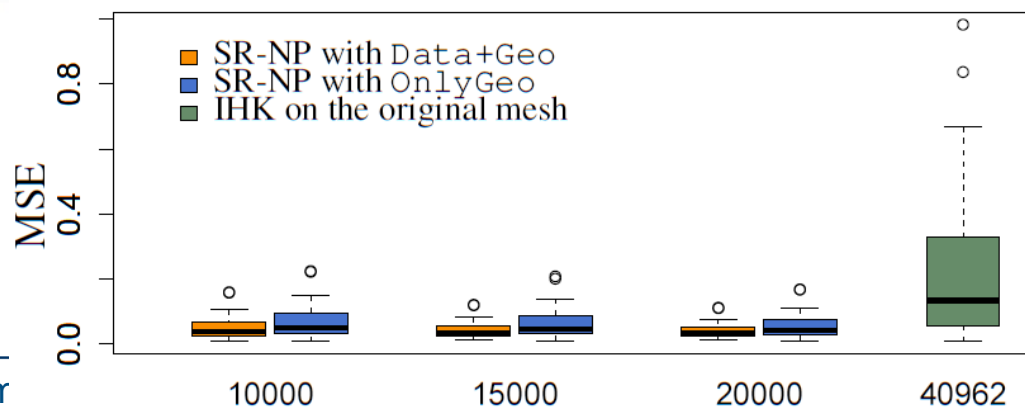 SR-NP with Data+Geo
SR-NP with OnlyGeo
IHK on the original mesh
MSE
0.8
0.4
0.0
10000 15000 20000 40962